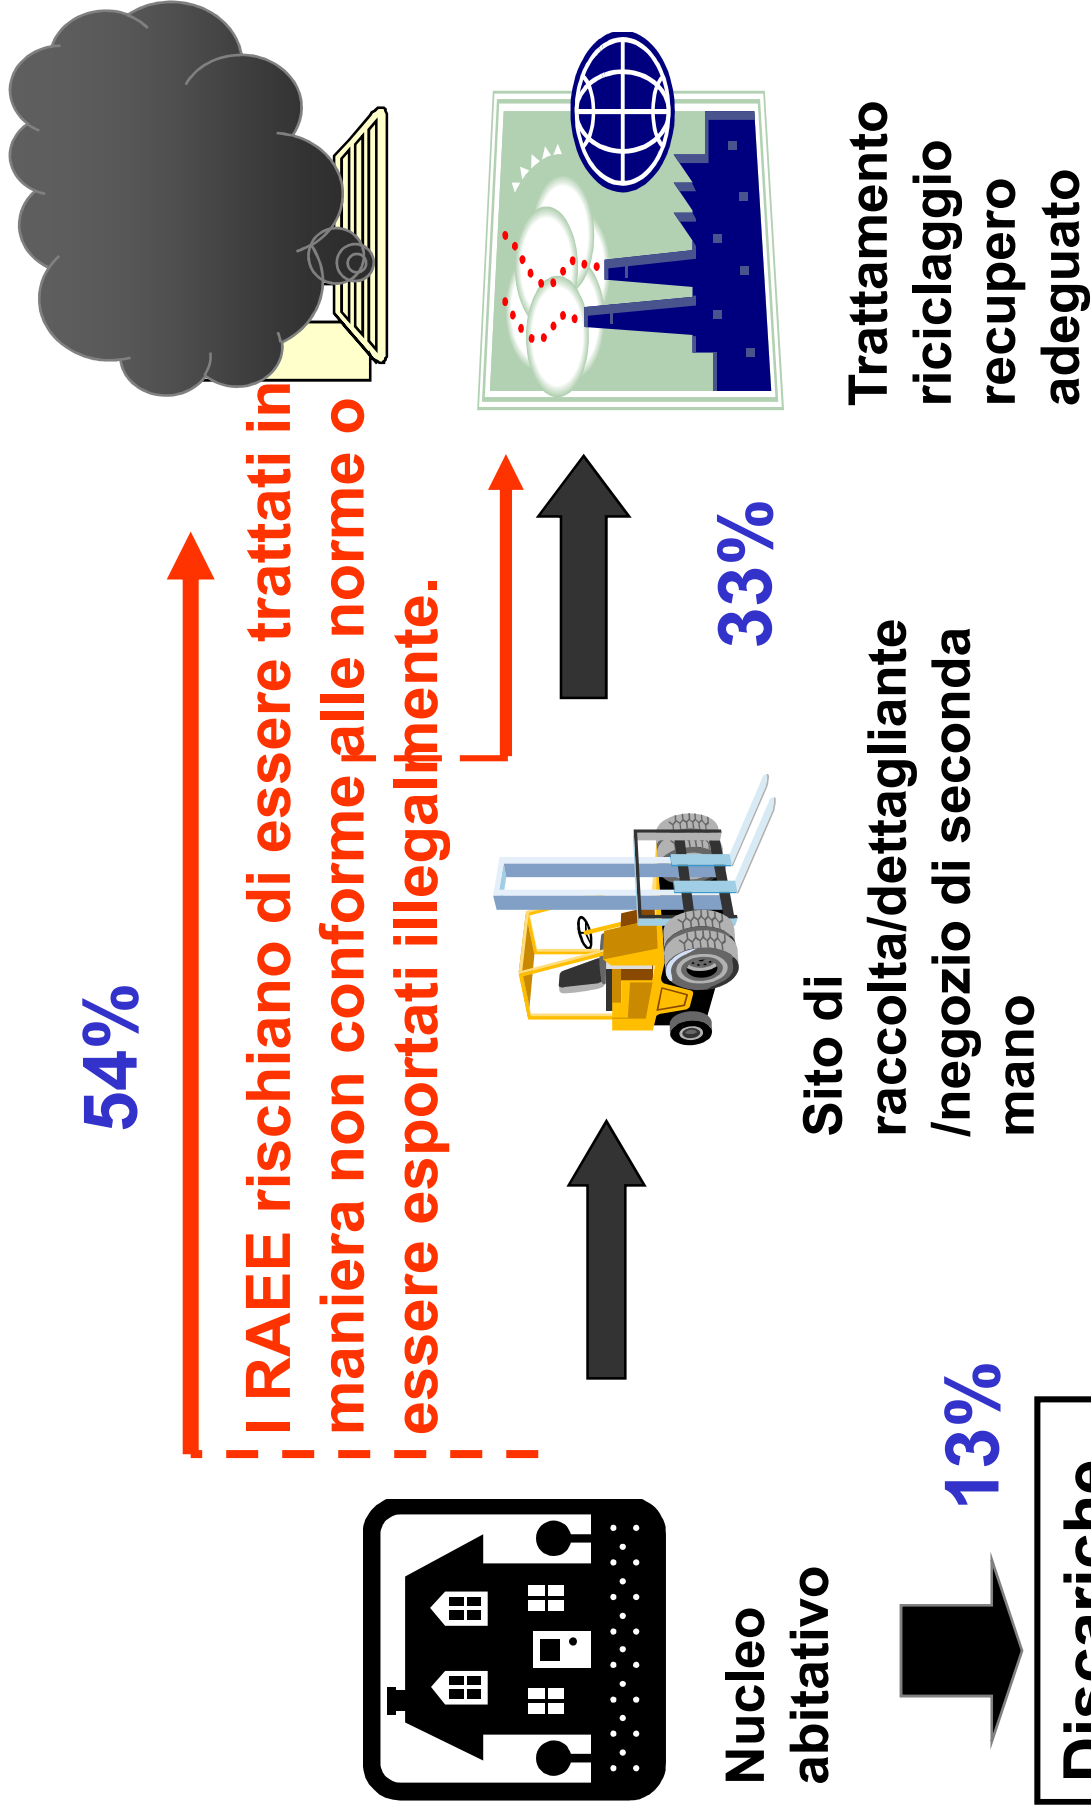 54%
I RAEE rischiano di essere trattati in
maniera non conforme alle norme o
essere esportati illegalmente.
33%
Trattamento
riciclaggio
recupero
adeguato
Sito di
raccolta/dettagliante
/negozio di seconda
mano
Nucleo
abitativo
13%
Discariche